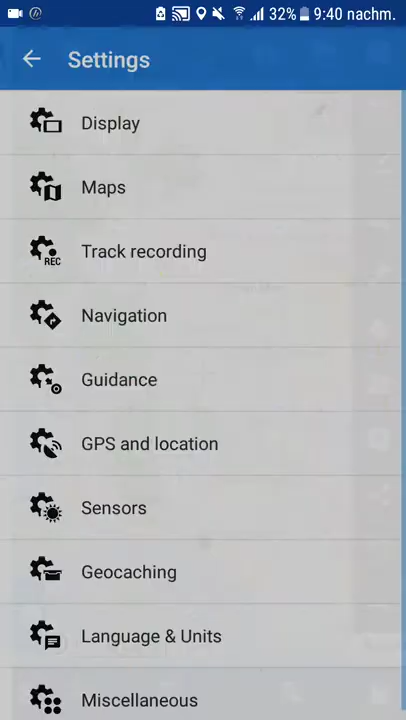 32% 9:40 nachm.
Settings
Display
Maps
Track recording
REC
Navigation
Guidance
GPS and location
Sensors
Geocaching
Language & Units
Miscellaneous